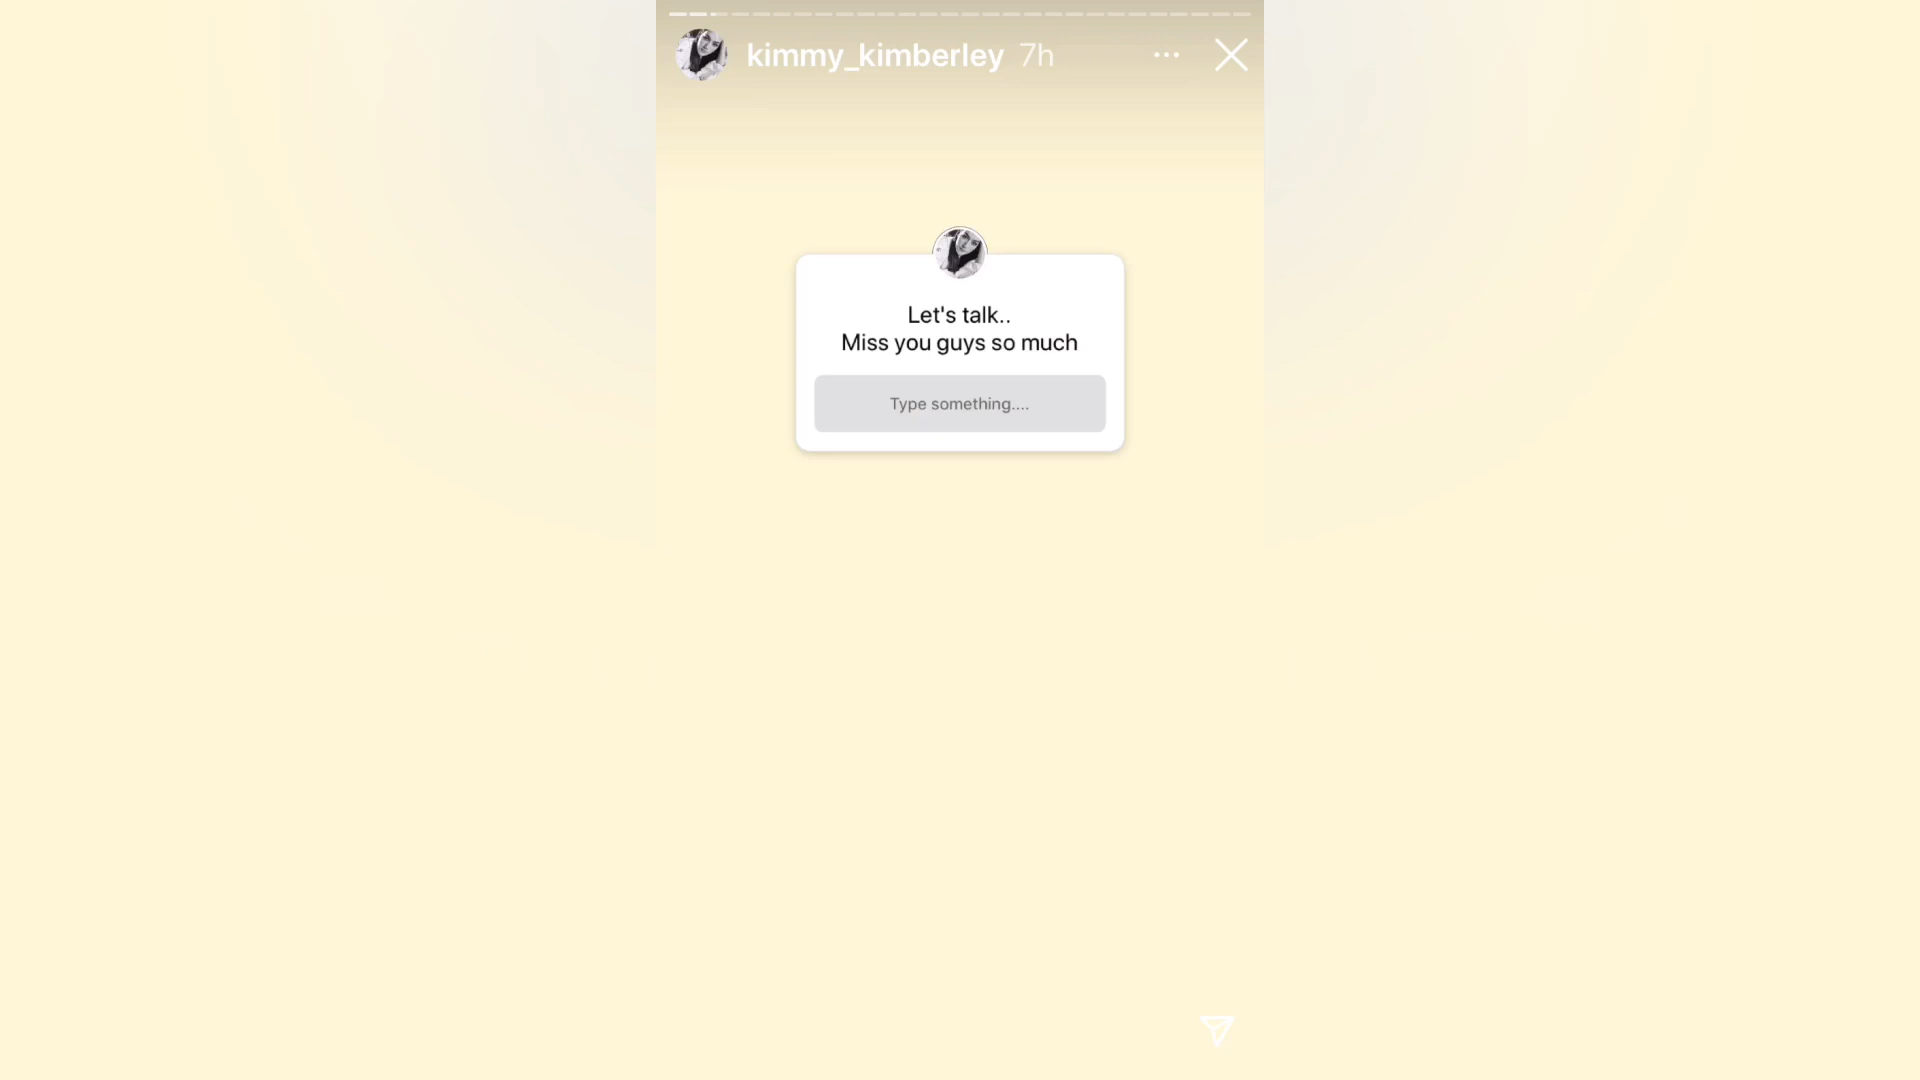 kimmy_kimberley 7h
Let's talk..
Miss you guys so much
Type something....